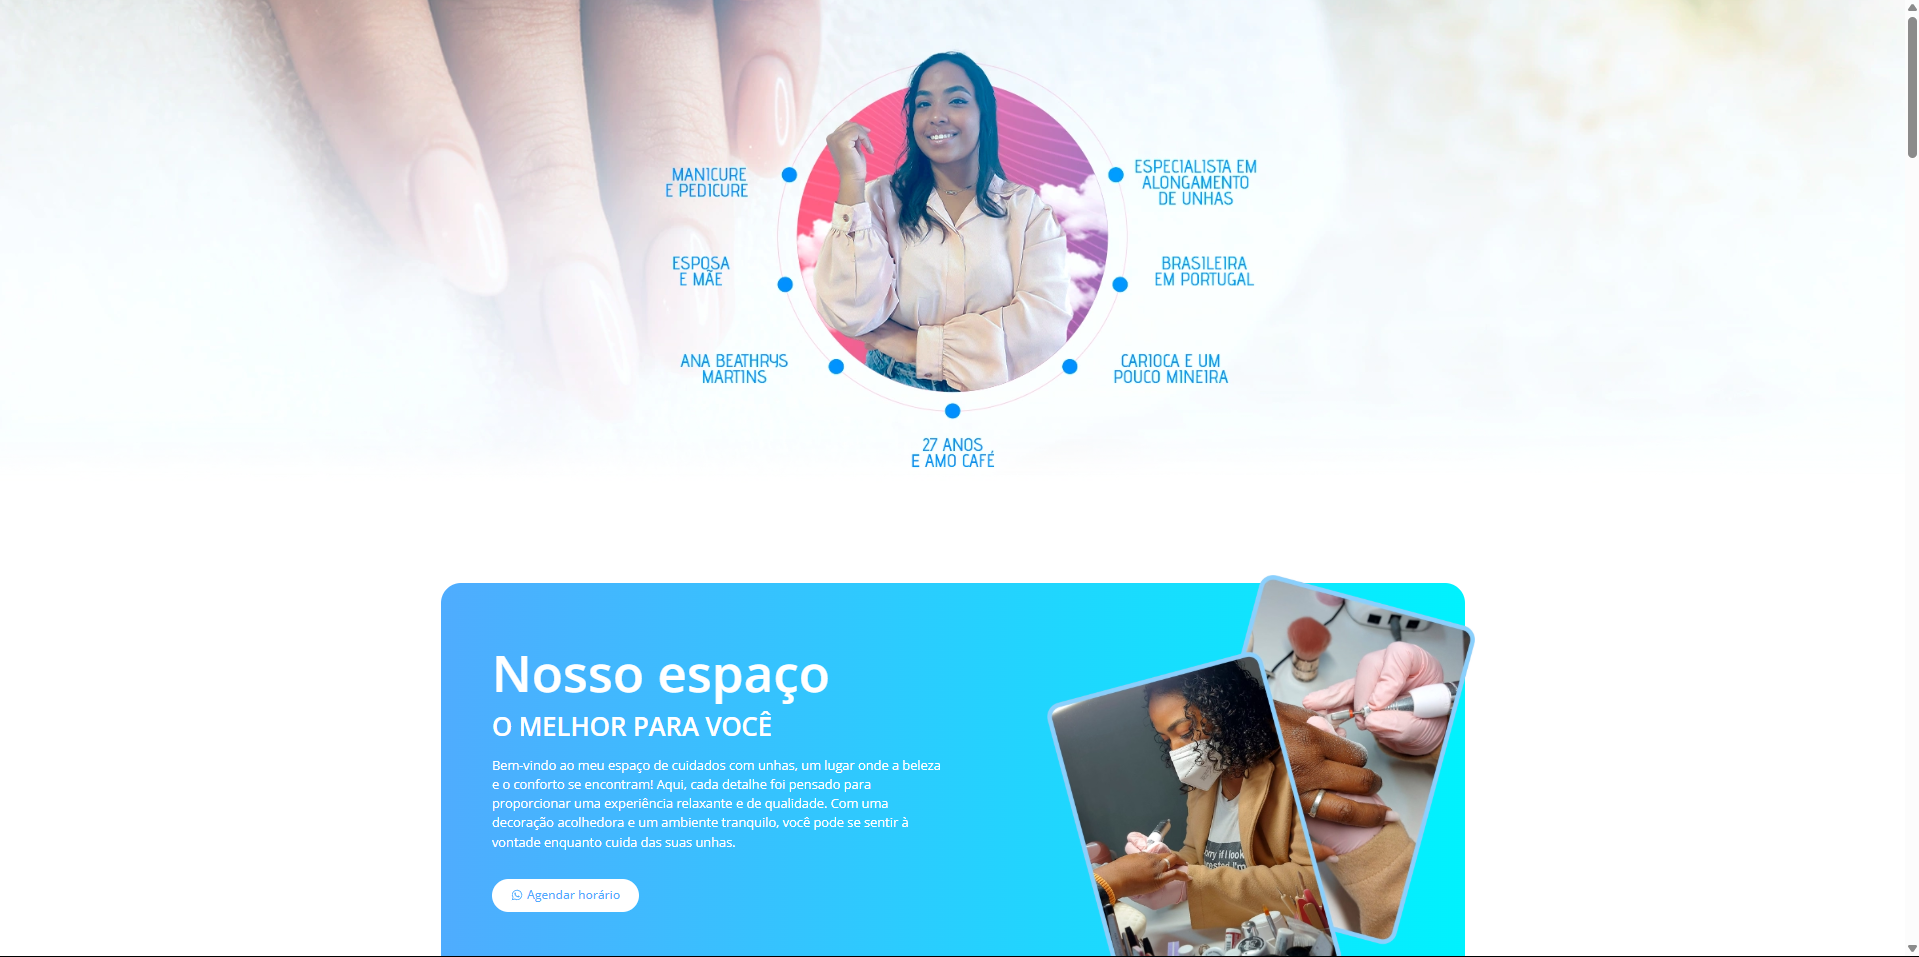 MANICURE
E PEDICURE
ESPECIALISTA EM
ALONGAMENTO
DE UNHAS
ESPOSA
E MÃE
BRASILEIRA
EM PORTUGAL
ANA BEATHRYS
MARTINS
CARIOCA E UM
POUCO MINEIRA
27 ANOS
E AMO CAFÉ
Nosso espaço
O MELHOR PARA VOCÊ
Bem-vindo ao meu espaço de cuidados com unhas, um lugar onde a beleza
e o conforto se encontram! Aqui, cada detalhe foi pensado para
proporcionar uma experiência relaxante e de qualidade. Com uma
decoração acolhedora e um ambiente tranquilo, você pode se sentir à
vontade enquanto cuida das suas unhas.
Agendar horário
if I look